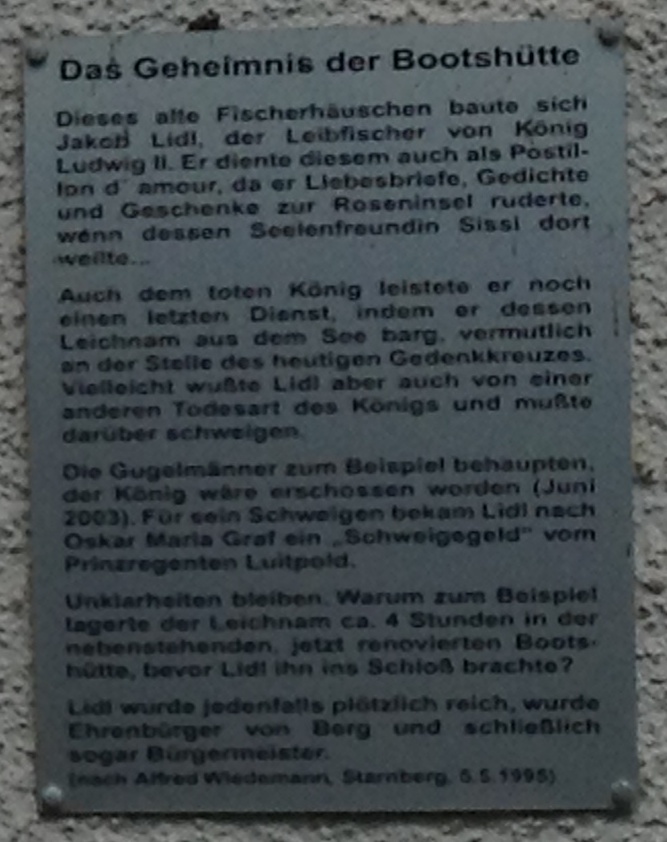 Das Geheimnis der Bootshütte
Dieses alte Fischerhäuschen baute sich
Jakob Lidl, der Leibfischer von König
Ludwig II. Er diente diesem auch als Postil-
lon d´amour, da er Liebesbriefe, Gedichte
und Geschenke zur Roseninsel ruderte,
wenn dessen Seelenfreundin Sissi dort
weilte...
Auch dem toten König leistete er noch
einen letzten Dienst, indem er dessen
Leichnam aus dem See barg, vermutlich
an der Stelle des heutigen Gedenkkreuzes.
Vielleicht wußte Lidl aber auch von einer
anderen Todesart des Königs und mußte
darüber schweigen.
Die Gugelmänner zum Beispiel behaupten,
der König wäre erschossen worden (Juni
2003). Für sein Schweigen bekam Lidl nach
Oskar Maria Graf ein „Schweigegeld“ vom
Prinzregenten Luitpold.
Unklarheiten bleiben. Warum zum Beispiel
lagerte der Leichnam ca. 4 Stunden in der
nebenstehenden, jetzt renovierten Boots-
hütte, bevor Lidl ihn ins Schloß brachte?
Lidl wurde jedenfalls plötzlich reich, wurde
Ehrenbürger von Berg und schließlich
sogar Bürgermeister.
(nach Alfred Wiedemann, Starnberg, 5.5.1995)